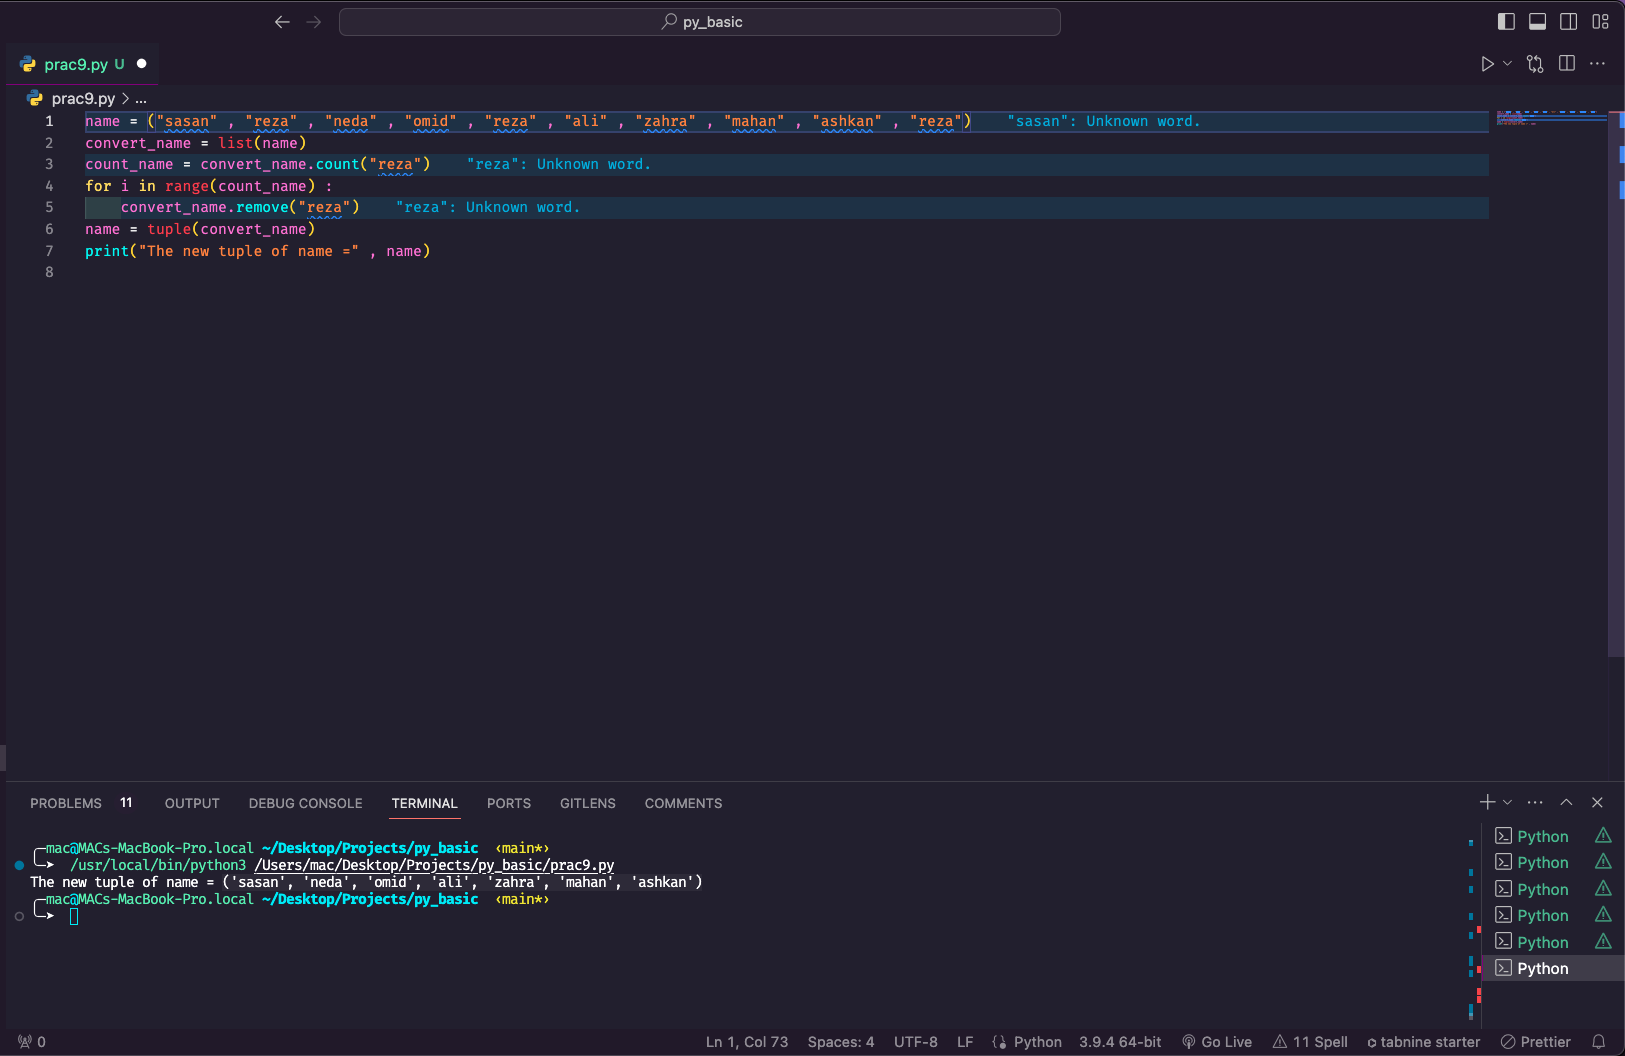 py_basic
prac9.py U
prac9.py > ...
1 name = ("sasan" , "reza" , "neda" , "omid" , "reza" , "ali" , "zahra" , "mahan" , "ashkan" , "reza") "sasan": Unknown word.
2 convert_name = list(name)
3 count_name = convert_name.count("reza") "reza": Unknown word.
4 for i in range(count_name) :
5 convert_name.remove("reza") "reza": Unknown word.
6 name = tuple(convert_name)
7 print("The new tuple of name =" , name)
8
PROBLEMS 11 OUTPUT DEBUG CONSOLE TERMINAL PORTS GITLENS COMMENTS
mac@MACs-MacBook-Pro.local ~/Desktop/Projects/py_basic ‹main*›
/usr/local/bin/python3 /Users/mac/Desktop/Projects/py_basic/prac9.py
The new tuple of name = ('sasan', 'neda', 'omid', 'ali', 'zahra', 'mahan', 'ashkan')
mac@MACs-MacBook-Pro.local ~/Desktop/Projects/py_basic ‹main*›
Python
Python
Python
Python
Python
Python
0 Ln 1, Col 73 Spaces: 4 UTF-8 LF Python 3.9.4 64-bit Go Live 11 Spell tabnine starter Prettier